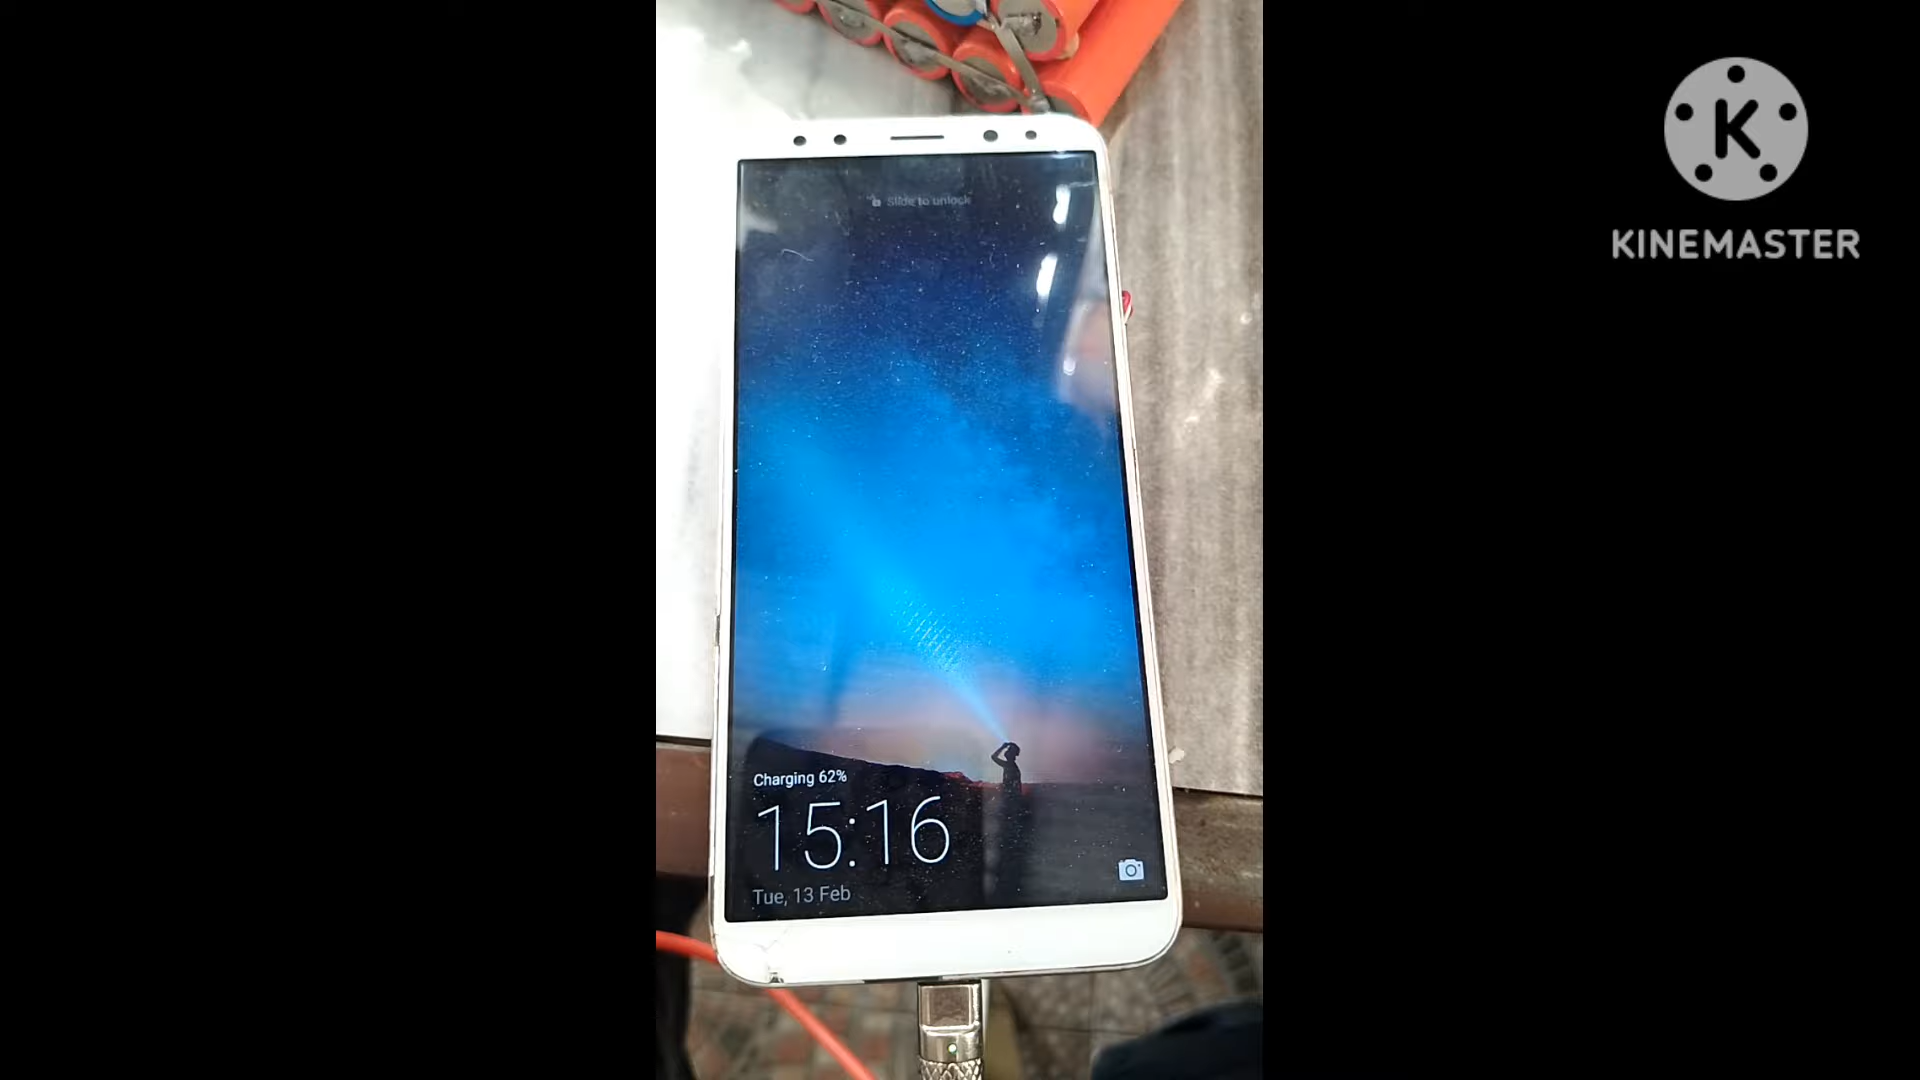 Slide to unlock
Charging 62%
15:16
Tue, 13 Feb
K
KINEMASTER